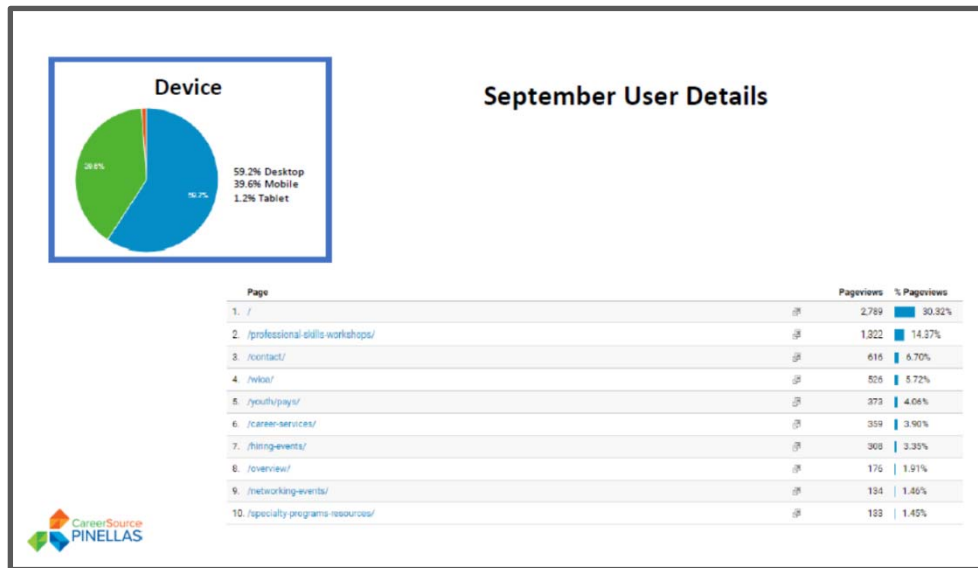 Device
September User Details
59.2% Desktop
39.6% Mobile
1.2% Tablet
39.6%
59.2%
Page Pageviews % Pageviews
1. / 2,789 30.32%
2. /professional-skills-workshops/ 1,322 14.37%
3. /contact/ 616 6.70%
4. /wioa/ 526 5.72%
5. /youth/pays/ 373 4.06%
6. /career-services/ 359 3.90%
7. /hiring-events/ 308 3.35%
8. /overview/ 176 1.91%
9. /networking-events/ 134 1.46%
10. /specialty-programs-resources/ 133 1.45%
CareerSource
PINELLAS